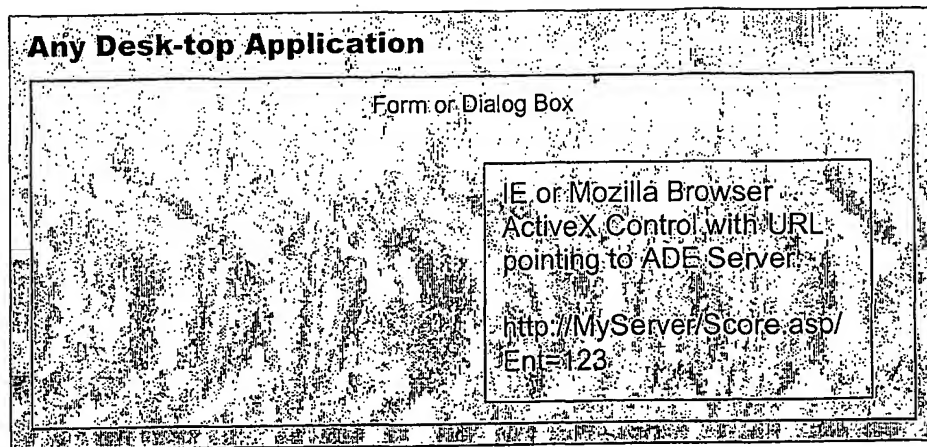 Any Desk-top Application
Form or Dialog Box
IE or Mozilla Browser
ActiveX Control with URL
pointing to ADE Server.
http://MyServer/Score.asp/
Ent=123